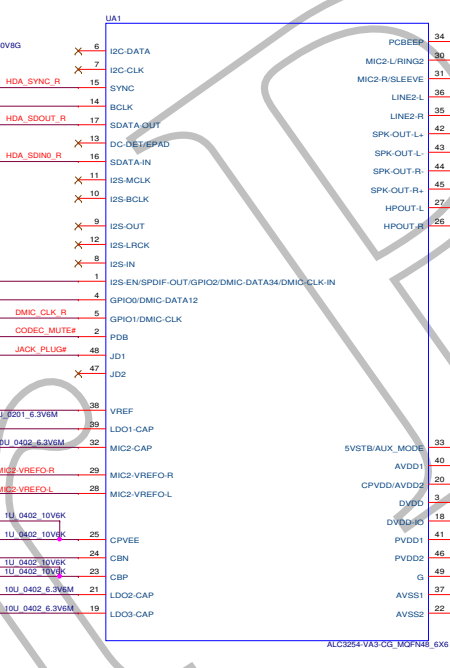 UA1
0V8G
6 I2C-DATA
7 I2C-CLK
HDA_SYNC_R 15 SYNC
14 BCLK
HDA_SDOUT_R 17 SDATA-OUT
13 DC-DET/EPAD
HDA_SDIN0_R 16 SDATA-IN
11 I2S-MCLK
10 I2S-BCLK
9 I2S-OUT
12 I2S-LRCK
8 I2S-IN
1 I2S-EN/SPDIF-OUT/GPIO2/DMIC-DATA34/DMIC-CLK-IN
4 GPIO0/DMIC-DATA12
DMIC_CLK_R 5 GPIO1/DMIC-CLK
CODEC_MUTE# 2 PDB
JACK_PLUG# 48 JD1
47 JD2
38 VREF
U_0201_6.3V6M 39 LDO1-CAP
0U_0402_6.3V6M 32 MIC2-CAP
MIC2-VREFO-R 29 MIC2-VREFO-R
MIC2-VREFO-L 28 MIC2-VREFO-L
1U_0402_10V6K
1U_0402_10V6K 25 CPVEE
24 CBN
1U_0402_10V6K
1U_0402_10V6K 23 CBP
10U_0402_6.3V6M 21 LDO2-CAP
10U_0402_6.3V6M 19 LDO3-CAP
PCBEEP 34
MIC2-L/RING2 30
MIC2-R/SLEEVE 31
LINE2-L 36
LINE2-R 35
SPK-OUT-L+ 42
SPK-OUT-L- 43
SPK-OUT-R- 44
SPK-OUT-R+ 45
HPOUT-L 27
HPOUT-R 26
5VSTB/AUX_MODE 33
AVDD1 40
CPVDD/AVDD2 20
DVDD 3
DVDD-IO 18
PVDD1 41
PVDD2 46
G 49
AVSS1 37
AVSS2 22
ALC3254-VA3-CG_MQFN48_6X6